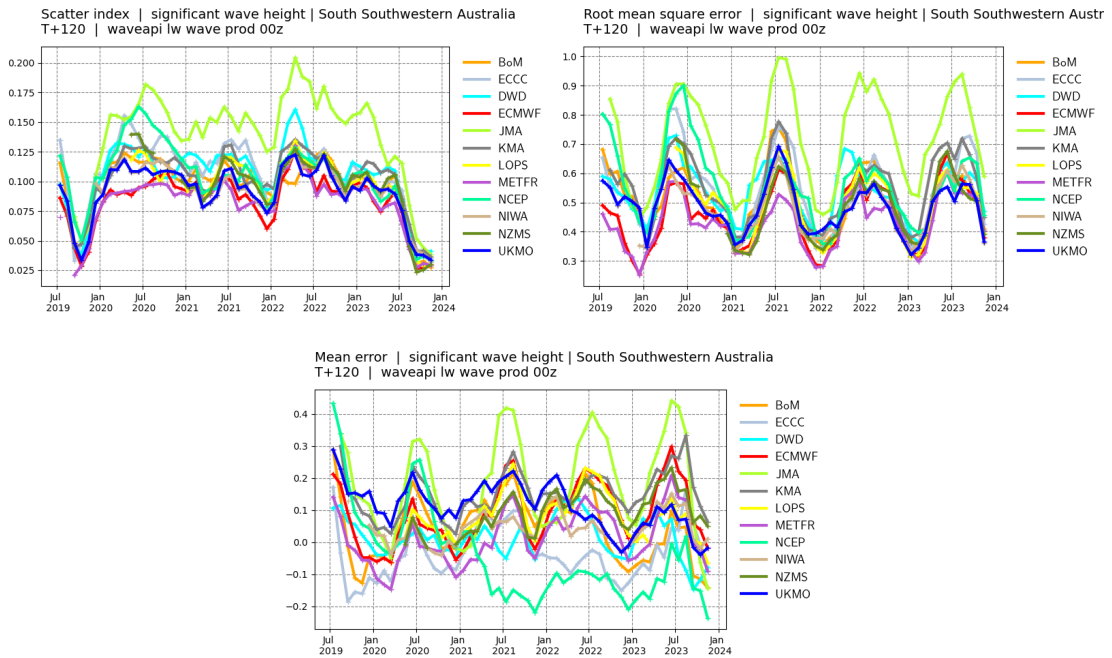 Scatter index | significant wave height | South Southwestern Australia
T+120 | waveapi lw wave prod 00z
0.200
0.175
0.150
0.125
0.100
0.075
0.050
0.025
Jul 2019
Jan 2020
Jul 2020
Jan 2021
Jul 2021
Jan 2022
Jul 2022
Jan 2023
Jul 2023
Jan 2024
BoM
ECCC
DWD
ECMWF
JMA
KMA
LOPS
METFR
NCEP
NIWA
NZMS
UKMO
Root mean square error | significant wave height | South Southwestern Austr
T+120 | waveapi lw wave prod 00z
1.0
0.9
0.8
0.7
0.6
0.5
0.4
0.3
Jul 2019
Jan 2020
Jul 2020
Jan 2021
Jul 2021
Jan 2022
Jul 2022
Jan 2023
Jul 2023
Jan 2024
BoM
ECCC
DWD
ECMWF
JMA
KMA
LOPS
METFR
NCEP
NIWA
NZMS
UKMO
Mean error | significant wave height | South Southwestern Australia
T+120 | waveapi lw wave prod 00z
0.4
0.3
0.2
0.1
0.0
−0.1
−0.2
Jul 2019
Jan 2020
Jul 2020
Jan 2021
Jul 2021
Jan 2022
Jul 2022
Jan 2023
Jul 2023
Jan 2024
BoM
ECCC
DWD
ECMWF
JMA
KMA
LOPS
METFR
NCEP
NIWA
NZMS
UKMO